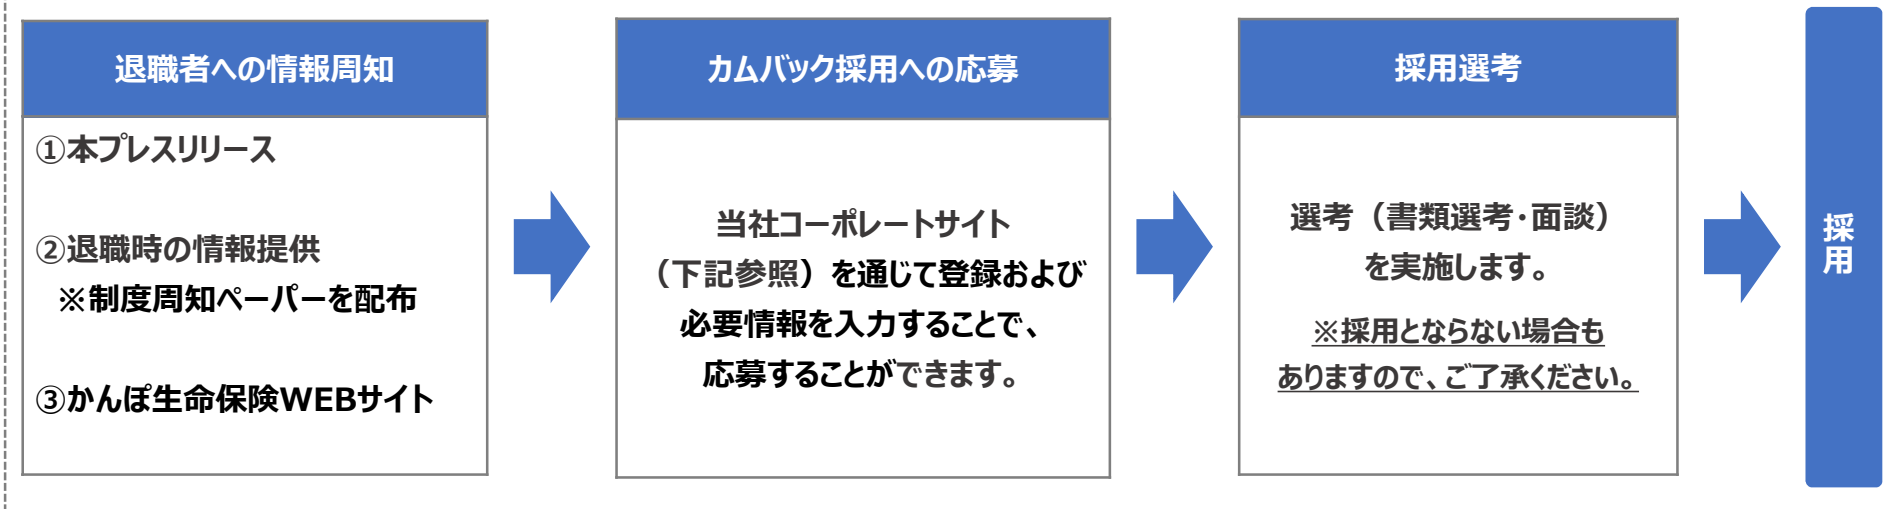 退職者への情報周知
①本プレスリリース
②退職時の情報提供
※制度周知ペーパーを配布
③かんぽ生命保険WEBサイト
カムバック採用への応募
当社コーポレートサイト
（下記参照）を通じて登録および
必要情報を入力することで、
応募することができます。
採用選考
選考（書類選考・面談）
を実施します。
※採用とならない場合も
ありますので、ご了承ください。
採用